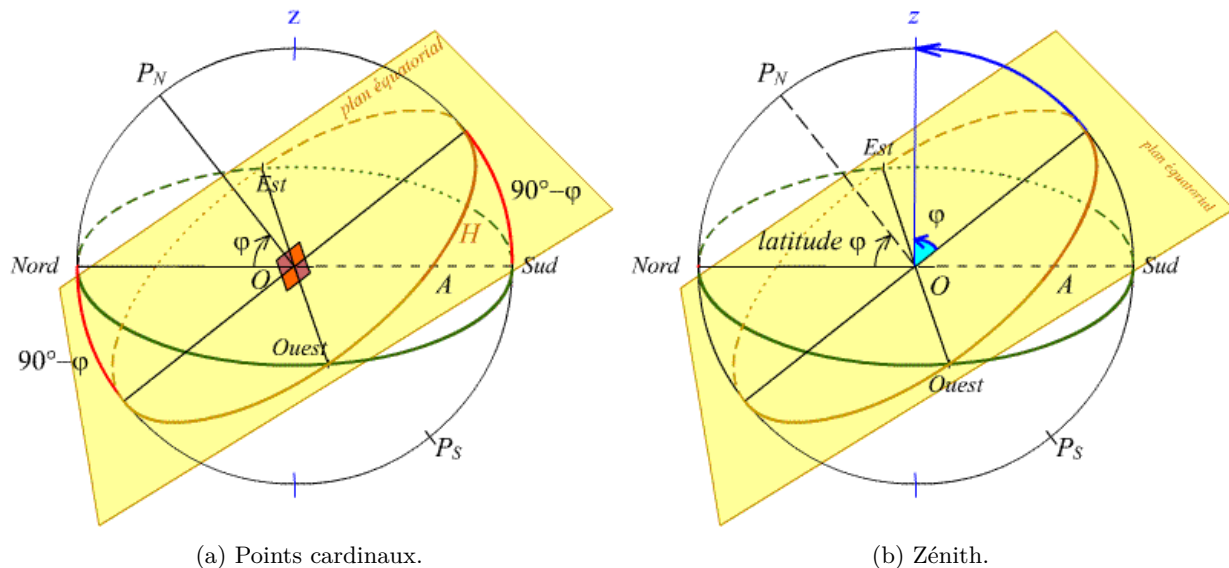 z
P_N
plan équatorial
Est
90°−φ
φ
H
Nord
O
A
Sud
90°−φ
Ouest
P_S
(a) Points cardinaux.
z
P_N
Est
plan équatorial
φ
latitude φ
Nord
O
A
Sud
Ouest
P_S
(b) Zénith.